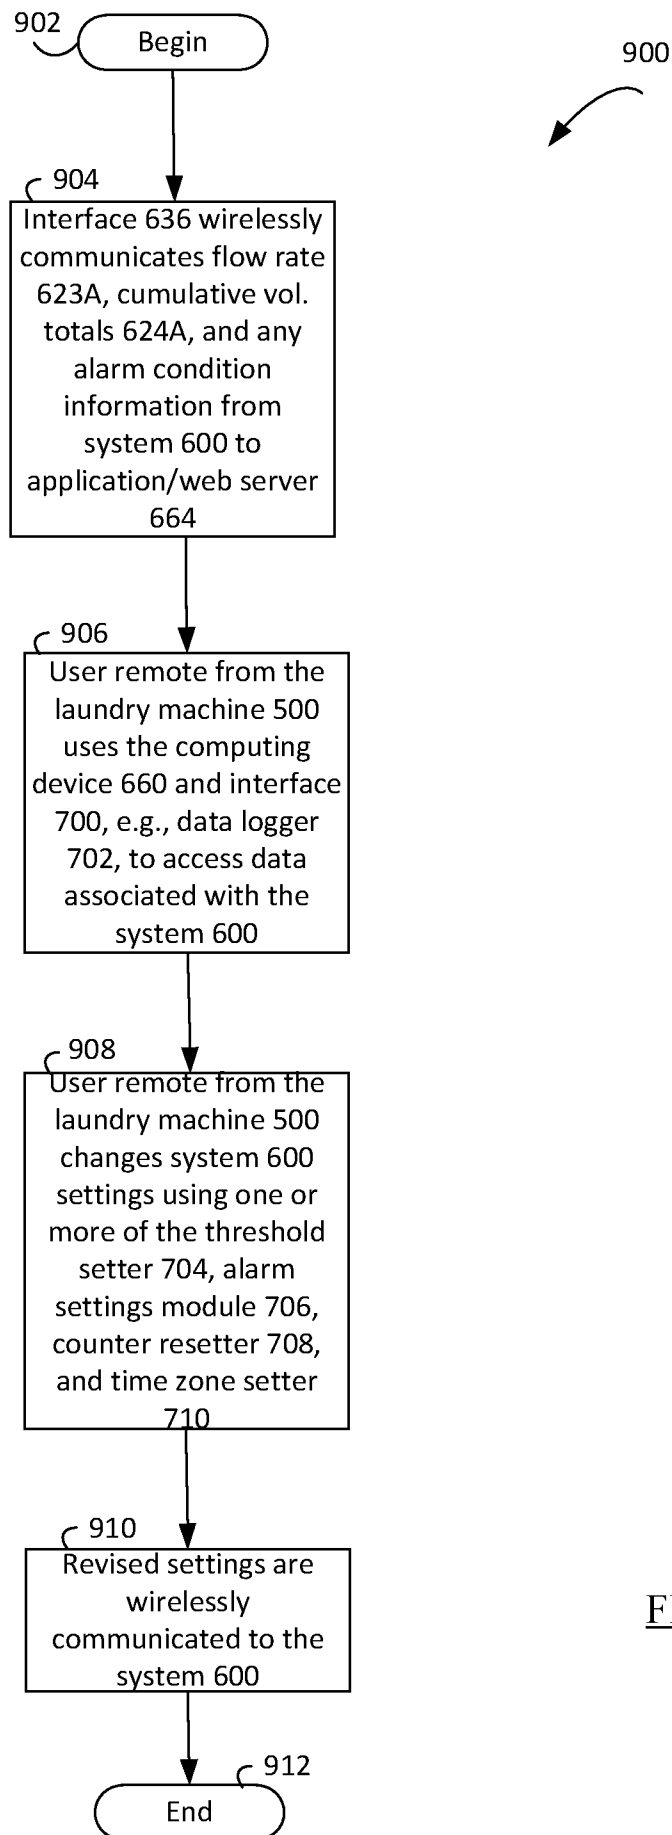 902
Begin
900
904
Interface 636 wirelessly
communicates flow rate
623A, cumulative vol.
totals 624A, and any
alarm condition
information from
system 600 to
application/web server
664
906
User remote from the
laundry machine 500
uses the computing
device 660 and interface
700, e.g., data logger
702, to access data
associated with the
system 600
908
User remote from the
laundry machine 500
changes system 600
settings using one or
more of the threshold
setter 704, alarm
settings module 706,
counter resetter 708,
and time zone setter
710
910
Revised settings are
wirelessly
communicated to the
system 600
912
End